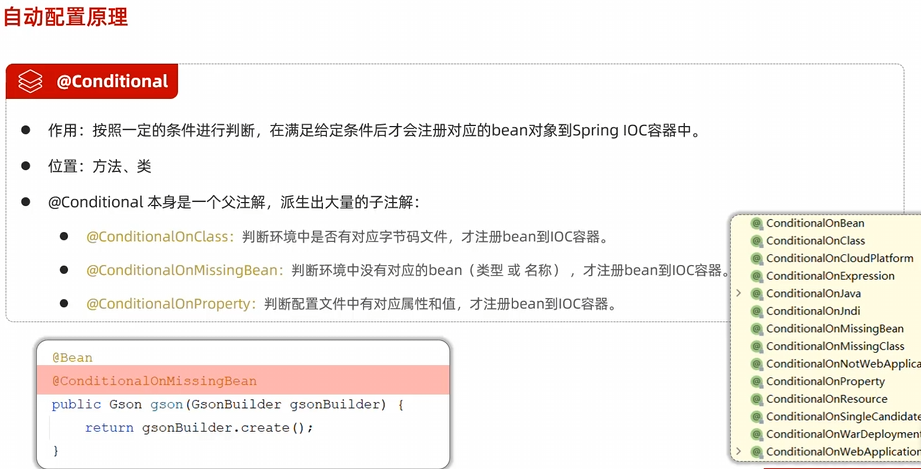 自动配置原理
@Conditional
作用：按照一定的条件进行判断，在满足给定条件后才会注册对应的bean对象到Spring IOC容器中。
位置：方法、类
@Conditional 本身是一个父注解，派生出大量的子注解：
@ConditionalOnClass：判断环境中是否有对应字节码文件，才注册bean到IOC容器。
@ConditionalOnMissingBean：判断环境中没有对应的bean（类型 或 名称） ，才注册bean到IOC容器。
@ConditionalOnProperty：判断配置文件中有对应属性和值，才注册bean到IOC容器。
@Bean
@ConditionalOnMissingBean
public Gson gson(GsonBuilder gsonBuilder) {
return gsonBuilder.create();
}
ConditionalOnBean
ConditionalOnClass
ConditionalOnCloudPlatform
ConditionalOnExpression
ConditionalOnJava
ConditionalOnJndi
ConditionalOnMissingBean
ConditionalOnMissingClass
ConditionalOnNotWebApplica
ConditionalOnProperty
ConditionalOnResource
ConditionalOnSingleCandidate
ConditionalOnWarDeployment
ConditionalOnWebApplication